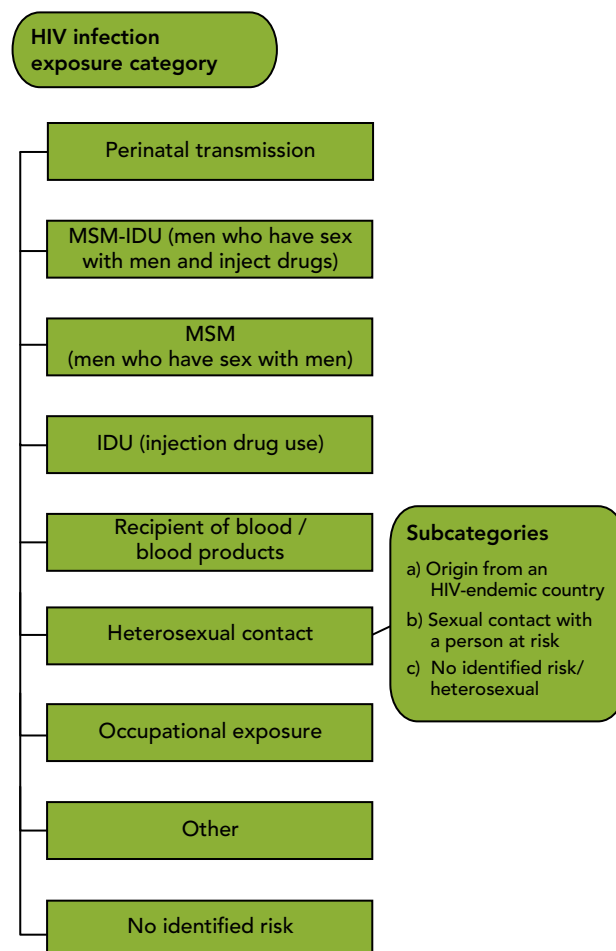 HIV infection
exposure category
Perinatal transmission
MSM-IDU (men who have sex
with men and inject drugs)
MSM
(men who have sex with men)
IDU (injection drug use)
Recipient of blood /
blood products
Heterosexual contact
Subcategories
a) Origin from an
HIV-endemic country
b) Sexual contact with
a person at risk
c) No identified risk/
heterosexual
Occupational exposure
Other
No identified risk